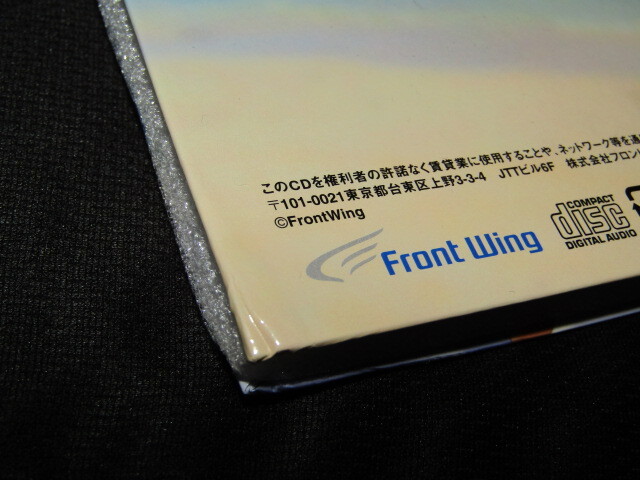 このCDを権利者の許諾なく賃貸業に使用することや、ネットワーク等を通
〒101-0021東京都台東区上野3-3-4 JTTビル6F 株式会社フロン
©FrontWing
Front Wing
COMPACT
disc
DIGITAL AUDIO